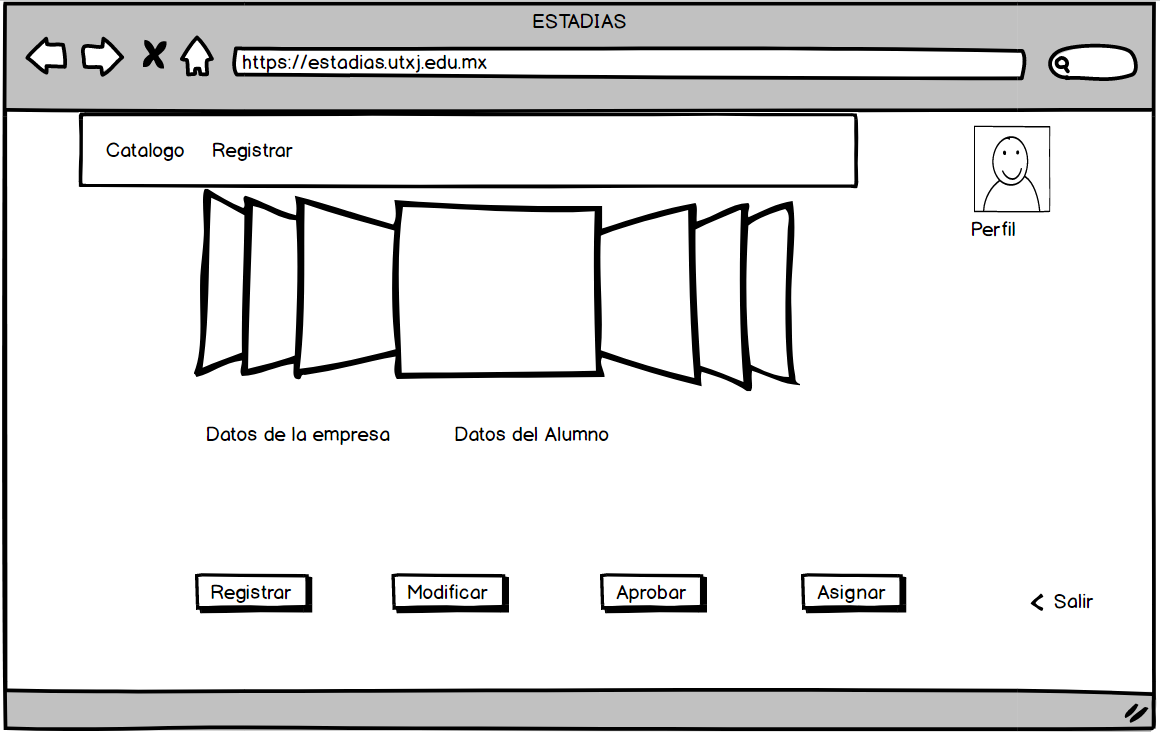 ESTADIAS
https://estadias.utxj.edu.mx
Catalogo Registrar
Perfil
Datos de la empresa Datos del Alumno
Registrar Modificar Aprobar Asignar
Salir